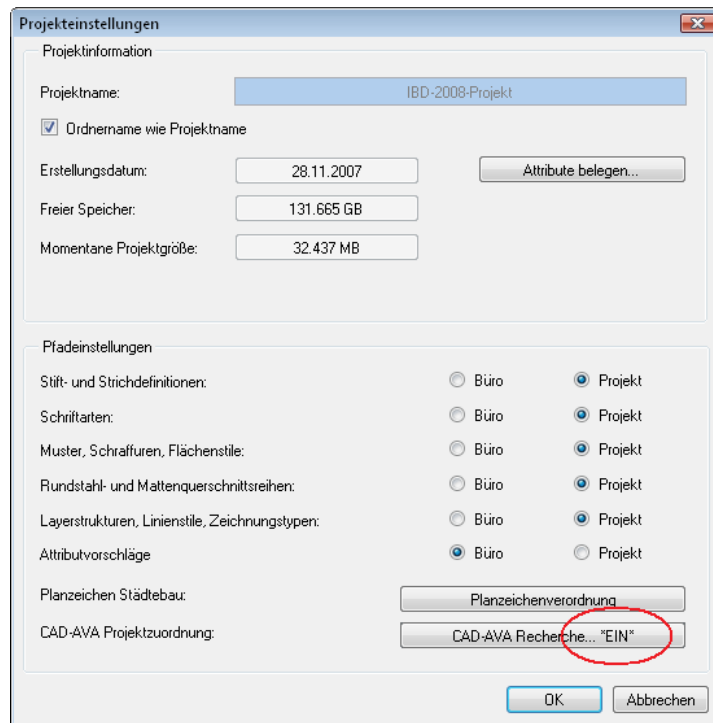 Projekteinstellungen
Projektinformation
Projektname: IBD-2008-Projekt
Ordnername wie Projektname
Erstellungsdatum: 28.11.2007 Attribute belegen...
Freier Speicher: 131.665 GB
Momentane Projektgröße: 32.437 MB
Pfadeinstellungen
Stift- und Strichdefinitionen: Büro Projekt
Schriftarten: Büro Projekt
Muster, Schraffuren, Flächenstile: Büro Projekt
Rundstahl- und Mattenquerschnittsreihen: Büro Projekt
Layerstrukturen, Linienstile, Zeichnungstypen: Büro Projekt
Attributvorschläge Büro Projekt
Planzeichen Städtebau: Planzeichenverordnung
CAD-AVA Projektzuordnung: CAD-AVA Recherche... *EIN*
OK Abbrechen